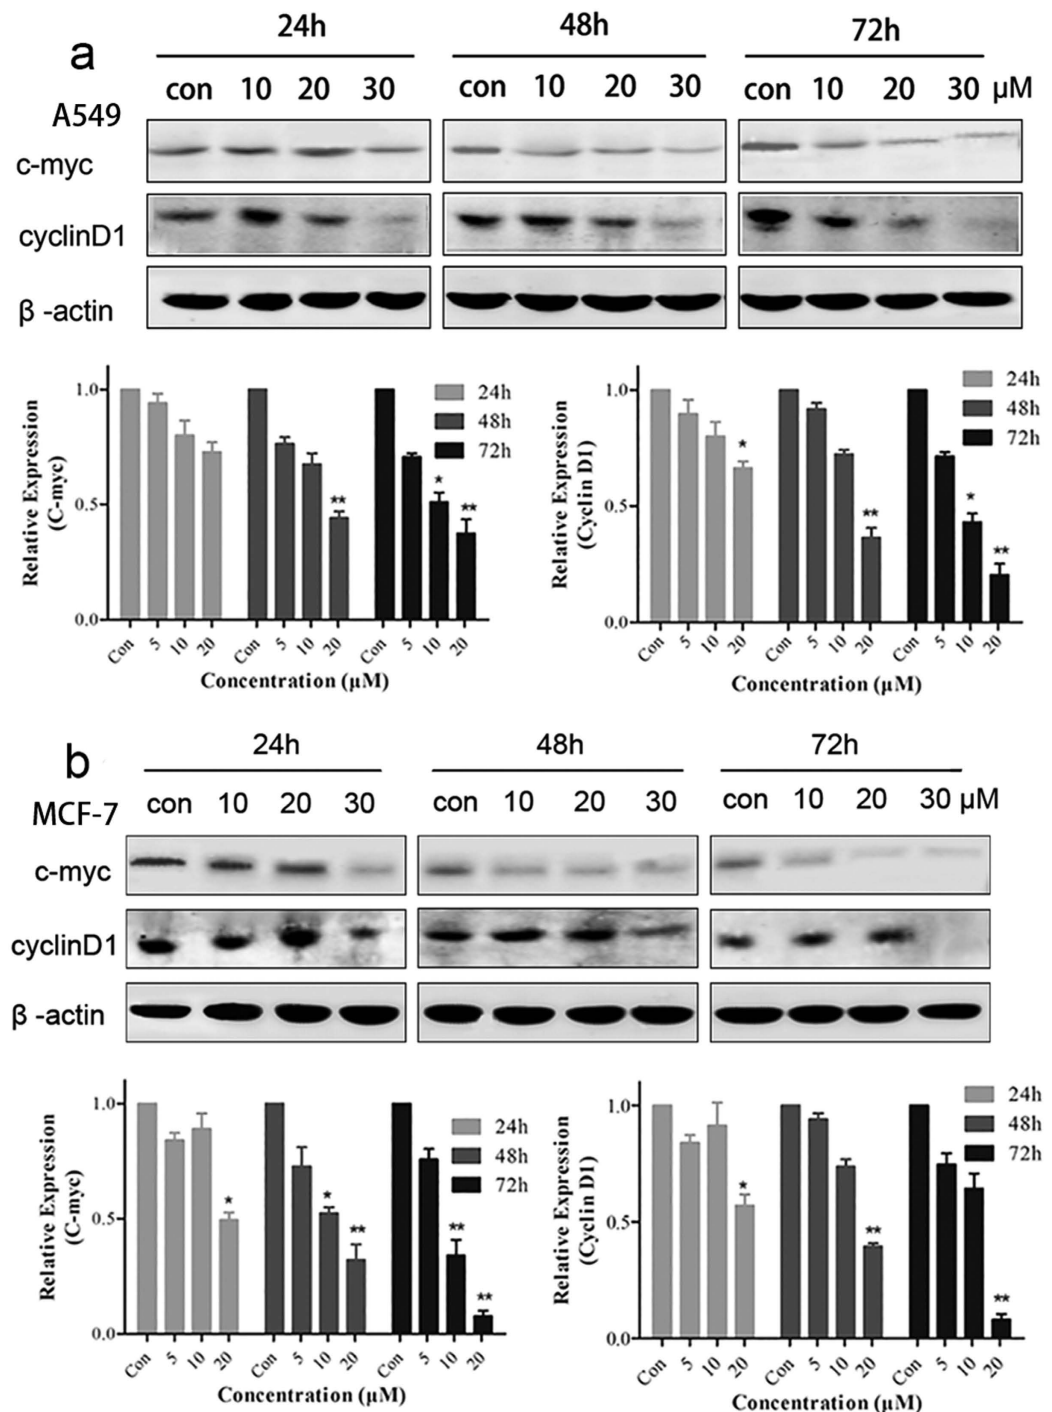 a
24h 48h 72h
con 10 20 30 con 10 20 30 con 10 20 30 μM
A549
c-myc
cyclinD1
β -actin
Relative Expression
(C-myc)
1.0
0.5
0.0
Con 5 10 20 Con 5 10 20 Con 5 10 20
** * **
24h
48h
72h
Concentration (μM)
Relative Expression
(Cyclin D1)
1.0
0.5
0.0
Con 5 10 20 Con 5 10 20 Con 5 10 20
* ** * **
24h
48h
72h
Concentration (μM)
b
24h 48h 72h
con 10 20 30 con 10 20 30 con 10 20 30 μM
MCF-7
c-myc
cyclinD1
β -actin
Relative Expression
(C-myc)
1.0
0.5
0.0
Con 5 10 20 Con 5 10 20 Con 5 10 20
* * ** ** **
24h
48h
72h
Concentration (μM)
Relative Expression
(Cyclin D1)
1.0
0.5
0.0
Con 5 10 20 Con 5 10 20 Con 5 10 20
* ** **
24h
48h
72h
Concentration (μM)